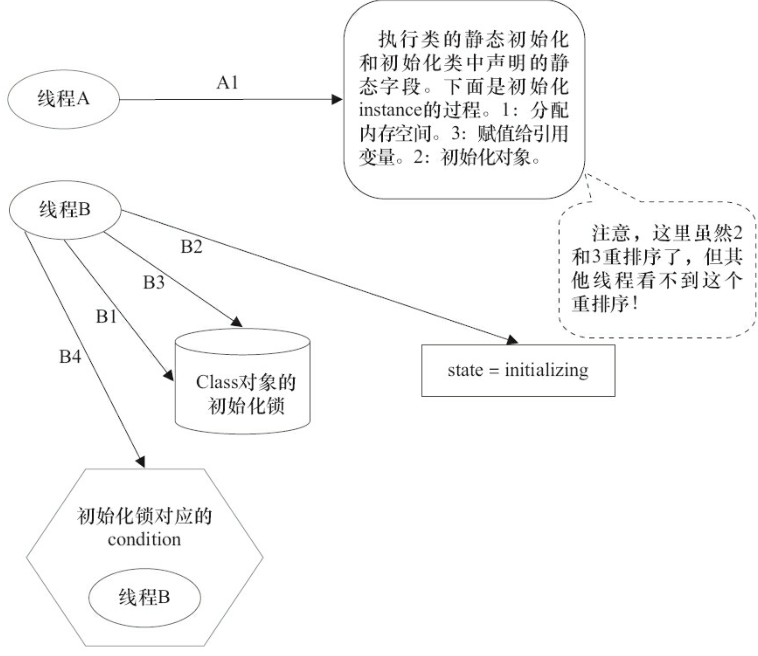 执行类的静态初始化
和初始化类中声明的静
态字段。下面是初始化
instance的过程。1：分配
内存空间。3：赋值给引用
变量。2：初始化对象。
A1
线程A
线程B
B2
注意，这里虽然2
和3重排序了，但其
他线程看不到这个
重排序！
B3
B1
B4
Class对象的
初始化锁
state = initializing
初始化锁对应的
condition
线程B